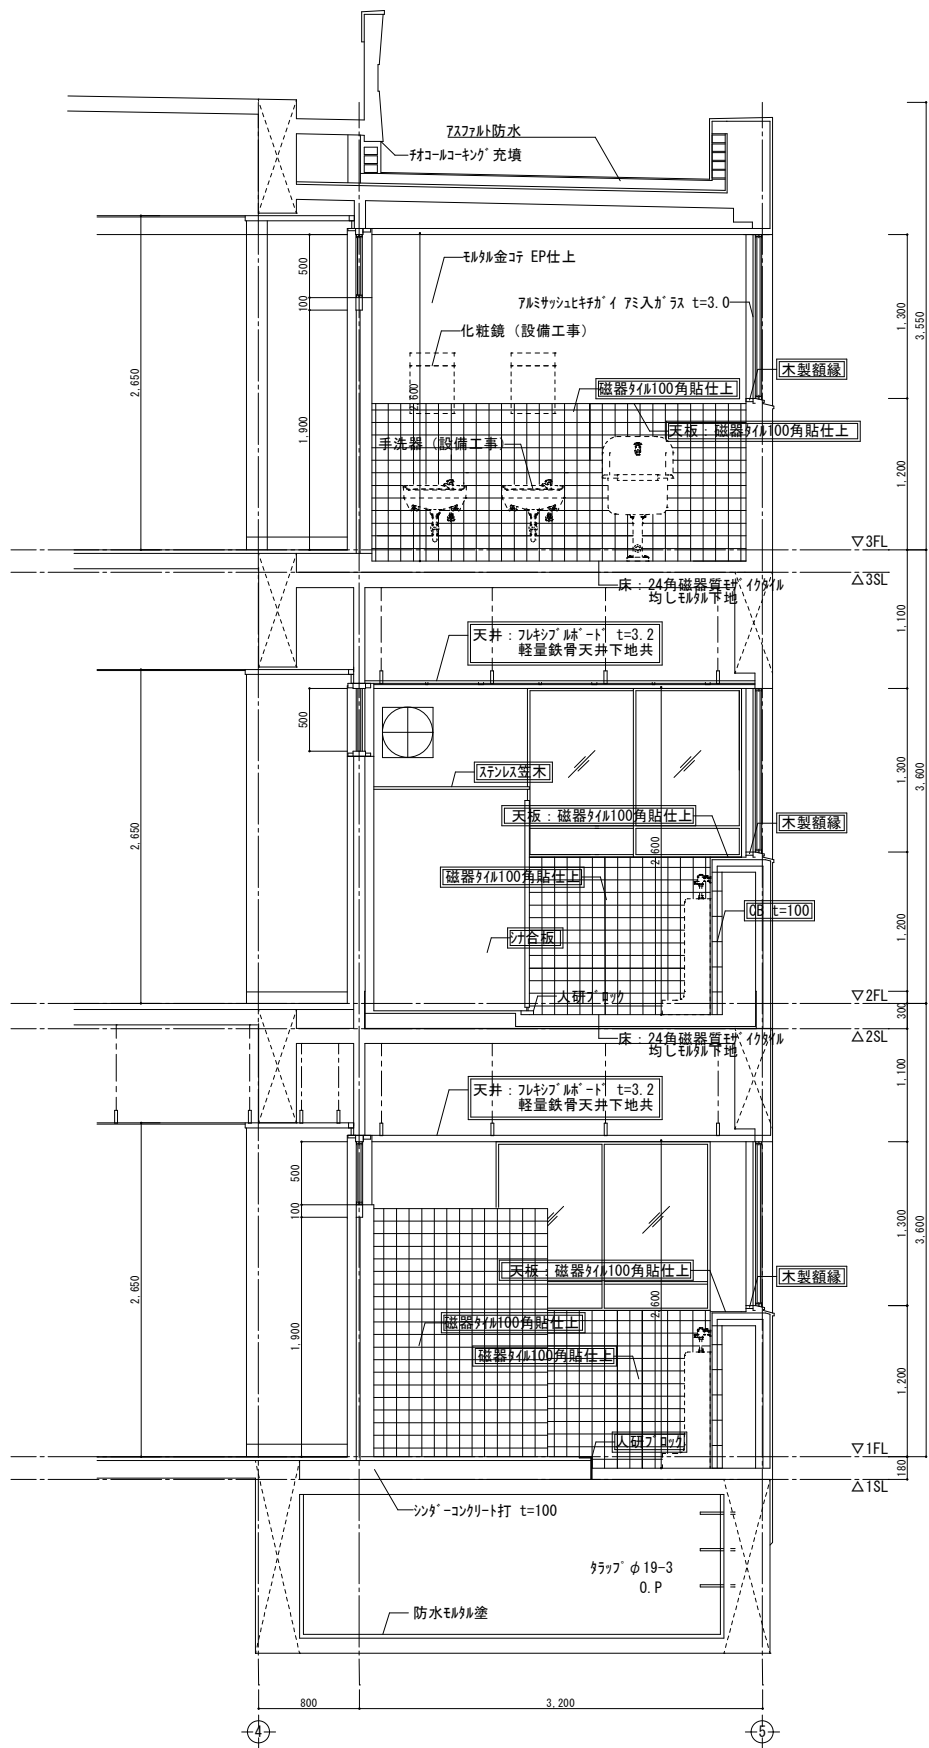 アスファルト防水
チオコールコーキング充填
モルタル金コテ EP仕上
500
100
アルミサッシュヒキチガイ アミ入ガラス t=3.0
1,300
3,550
化粧鏡（設備工事）
木製額縁
2,650
2,600
磁器タイル100角貼仕上
天板：磁器タイル100角貼仕上
1,900
手洗器（設備工事）
1,200
▽3FL
△3SL
床：24角磁器質モザイクタイル
均しモルタル下地
1,100
天井：フレキシブルボード t=3.2
軽量鉄骨天井下地共
500
ステンレス笠木
1,300
3,600
天板：磁器タイル100角貼仕上
木製額縁
2,650
2,600
磁器タイル100角貼仕上
CB t=100
1,200
シナ合板
人研ブロック
▽2FL
300
△2SL
床：24角磁器質モザイクタイル
均しモルタル下地
1,100
天井：フレキシブルボード t=3.2
軽量鉄骨天井下地共
500
100
1,300
3,600
天板：磁器タイル100角貼仕上
木製額縁
2,650
2,600
磁器タイル100角貼仕上
1,900
磁器タイル100角貼仕上
1,200
人研ブロック
▽1FL
180
△1SL
シンダーコンクリート打 t=100
タラップ φ19-3
O.P
防水モルタル塗
800
3,200
4
5